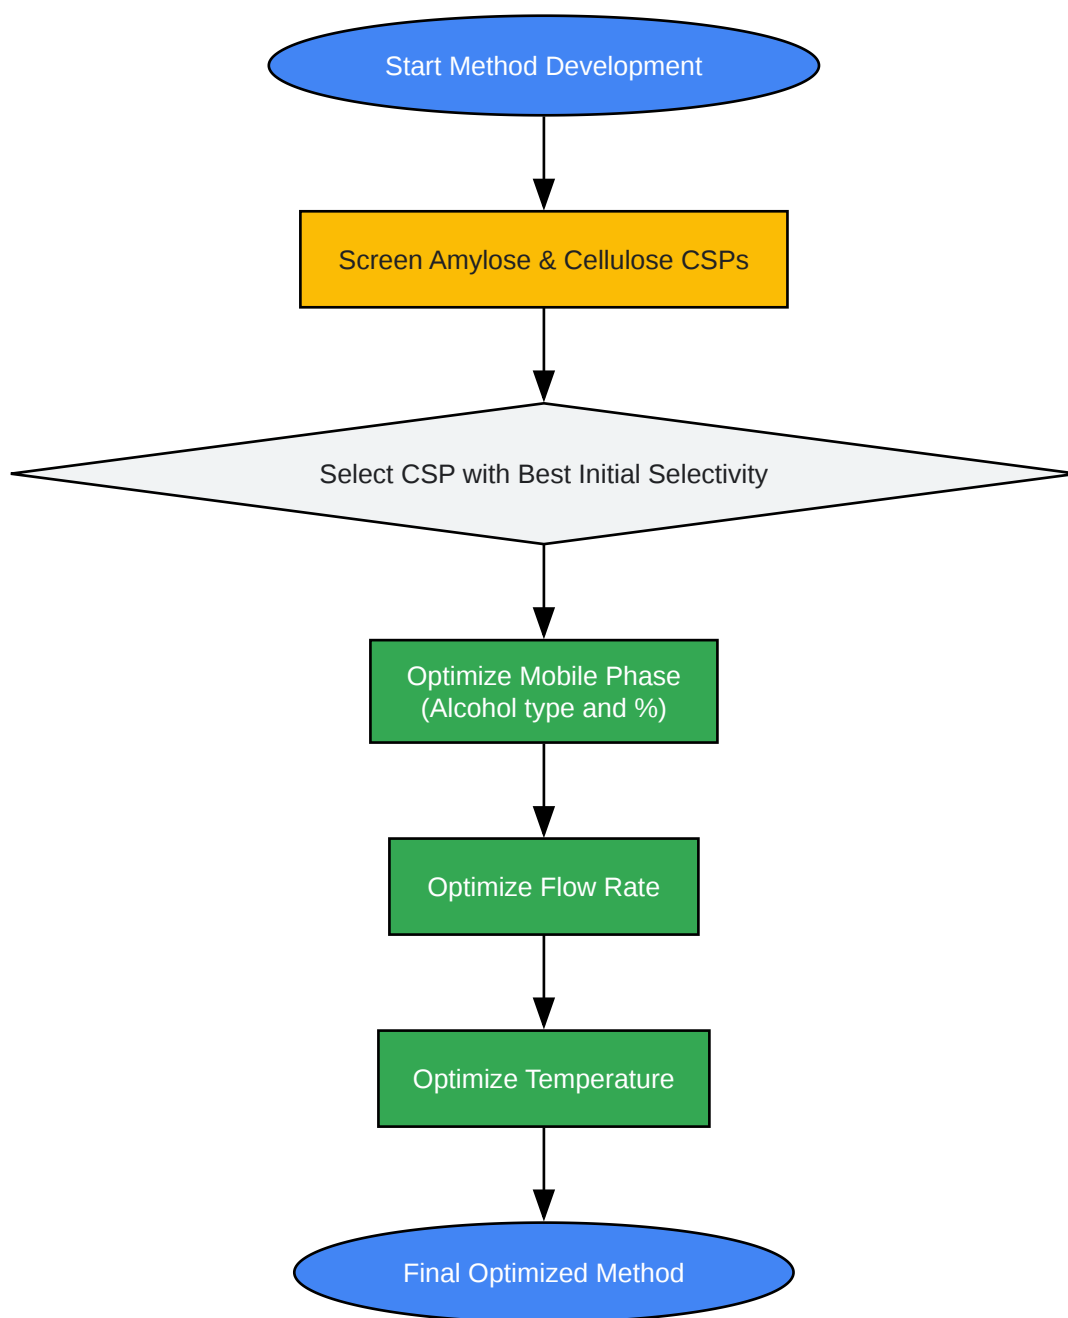 Start Method Development
Screen Amylose & Cellulose CSPs
Select CSP with Best Initial Selectivity
Optimize Mobile Phase
(Alcohol type and %)
Optimize Flow Rate
Optimize Temperature
Final Optimized Method